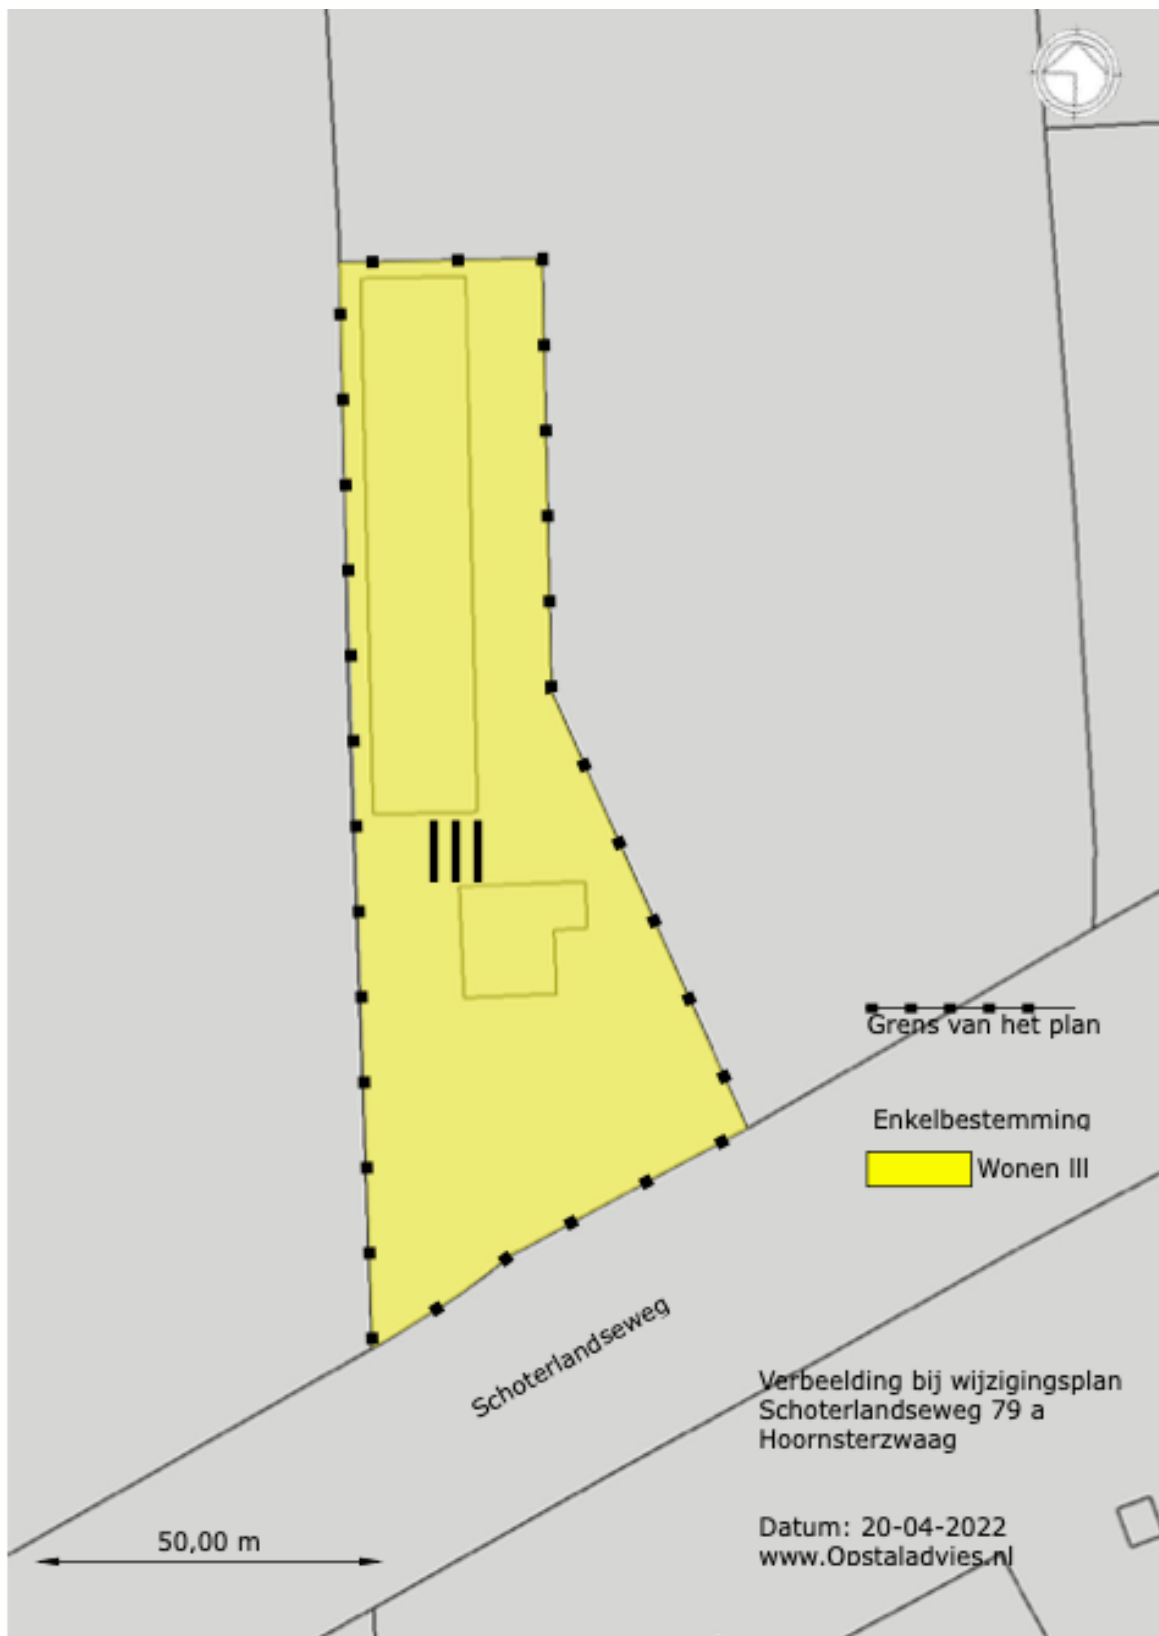 III
Grens van het plan
Enkelbestemming
Wonen III
Schoterlandseweg
Verbeelding bij wijzigingsplan
Schoterlandseweg 79 a
Hoornsterzwaag
50,00 m
Datum: 20-04-2022
www.Opstaladvies.nl